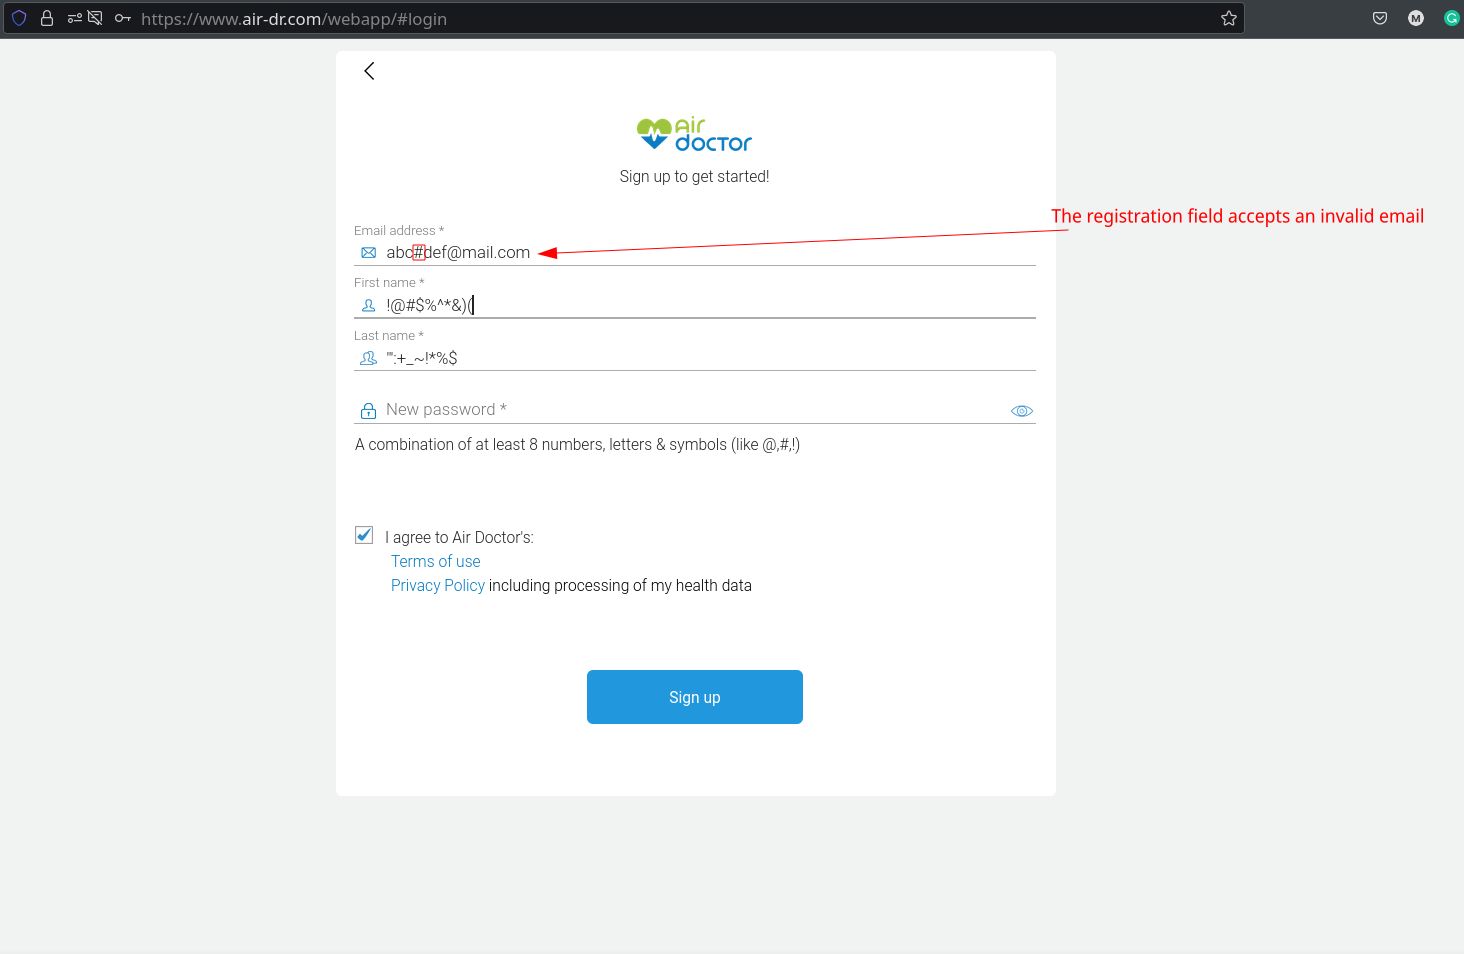 https://www.air-dr.com/webapp/#login
M
G
Air
DOCTOR
Sign up to get started!
The registration field accepts an invalid email
Email address *
abc#def@mail.com
First name *
!@#$%^*&)(
Last name *
"':+_~!*%$
New password *
A combination of at least 8 numbers, letters & symbols (like @,#,!)
I agree to Air Doctor's:
Terms of use
Privacy Policy including processing of my health data
Sign up